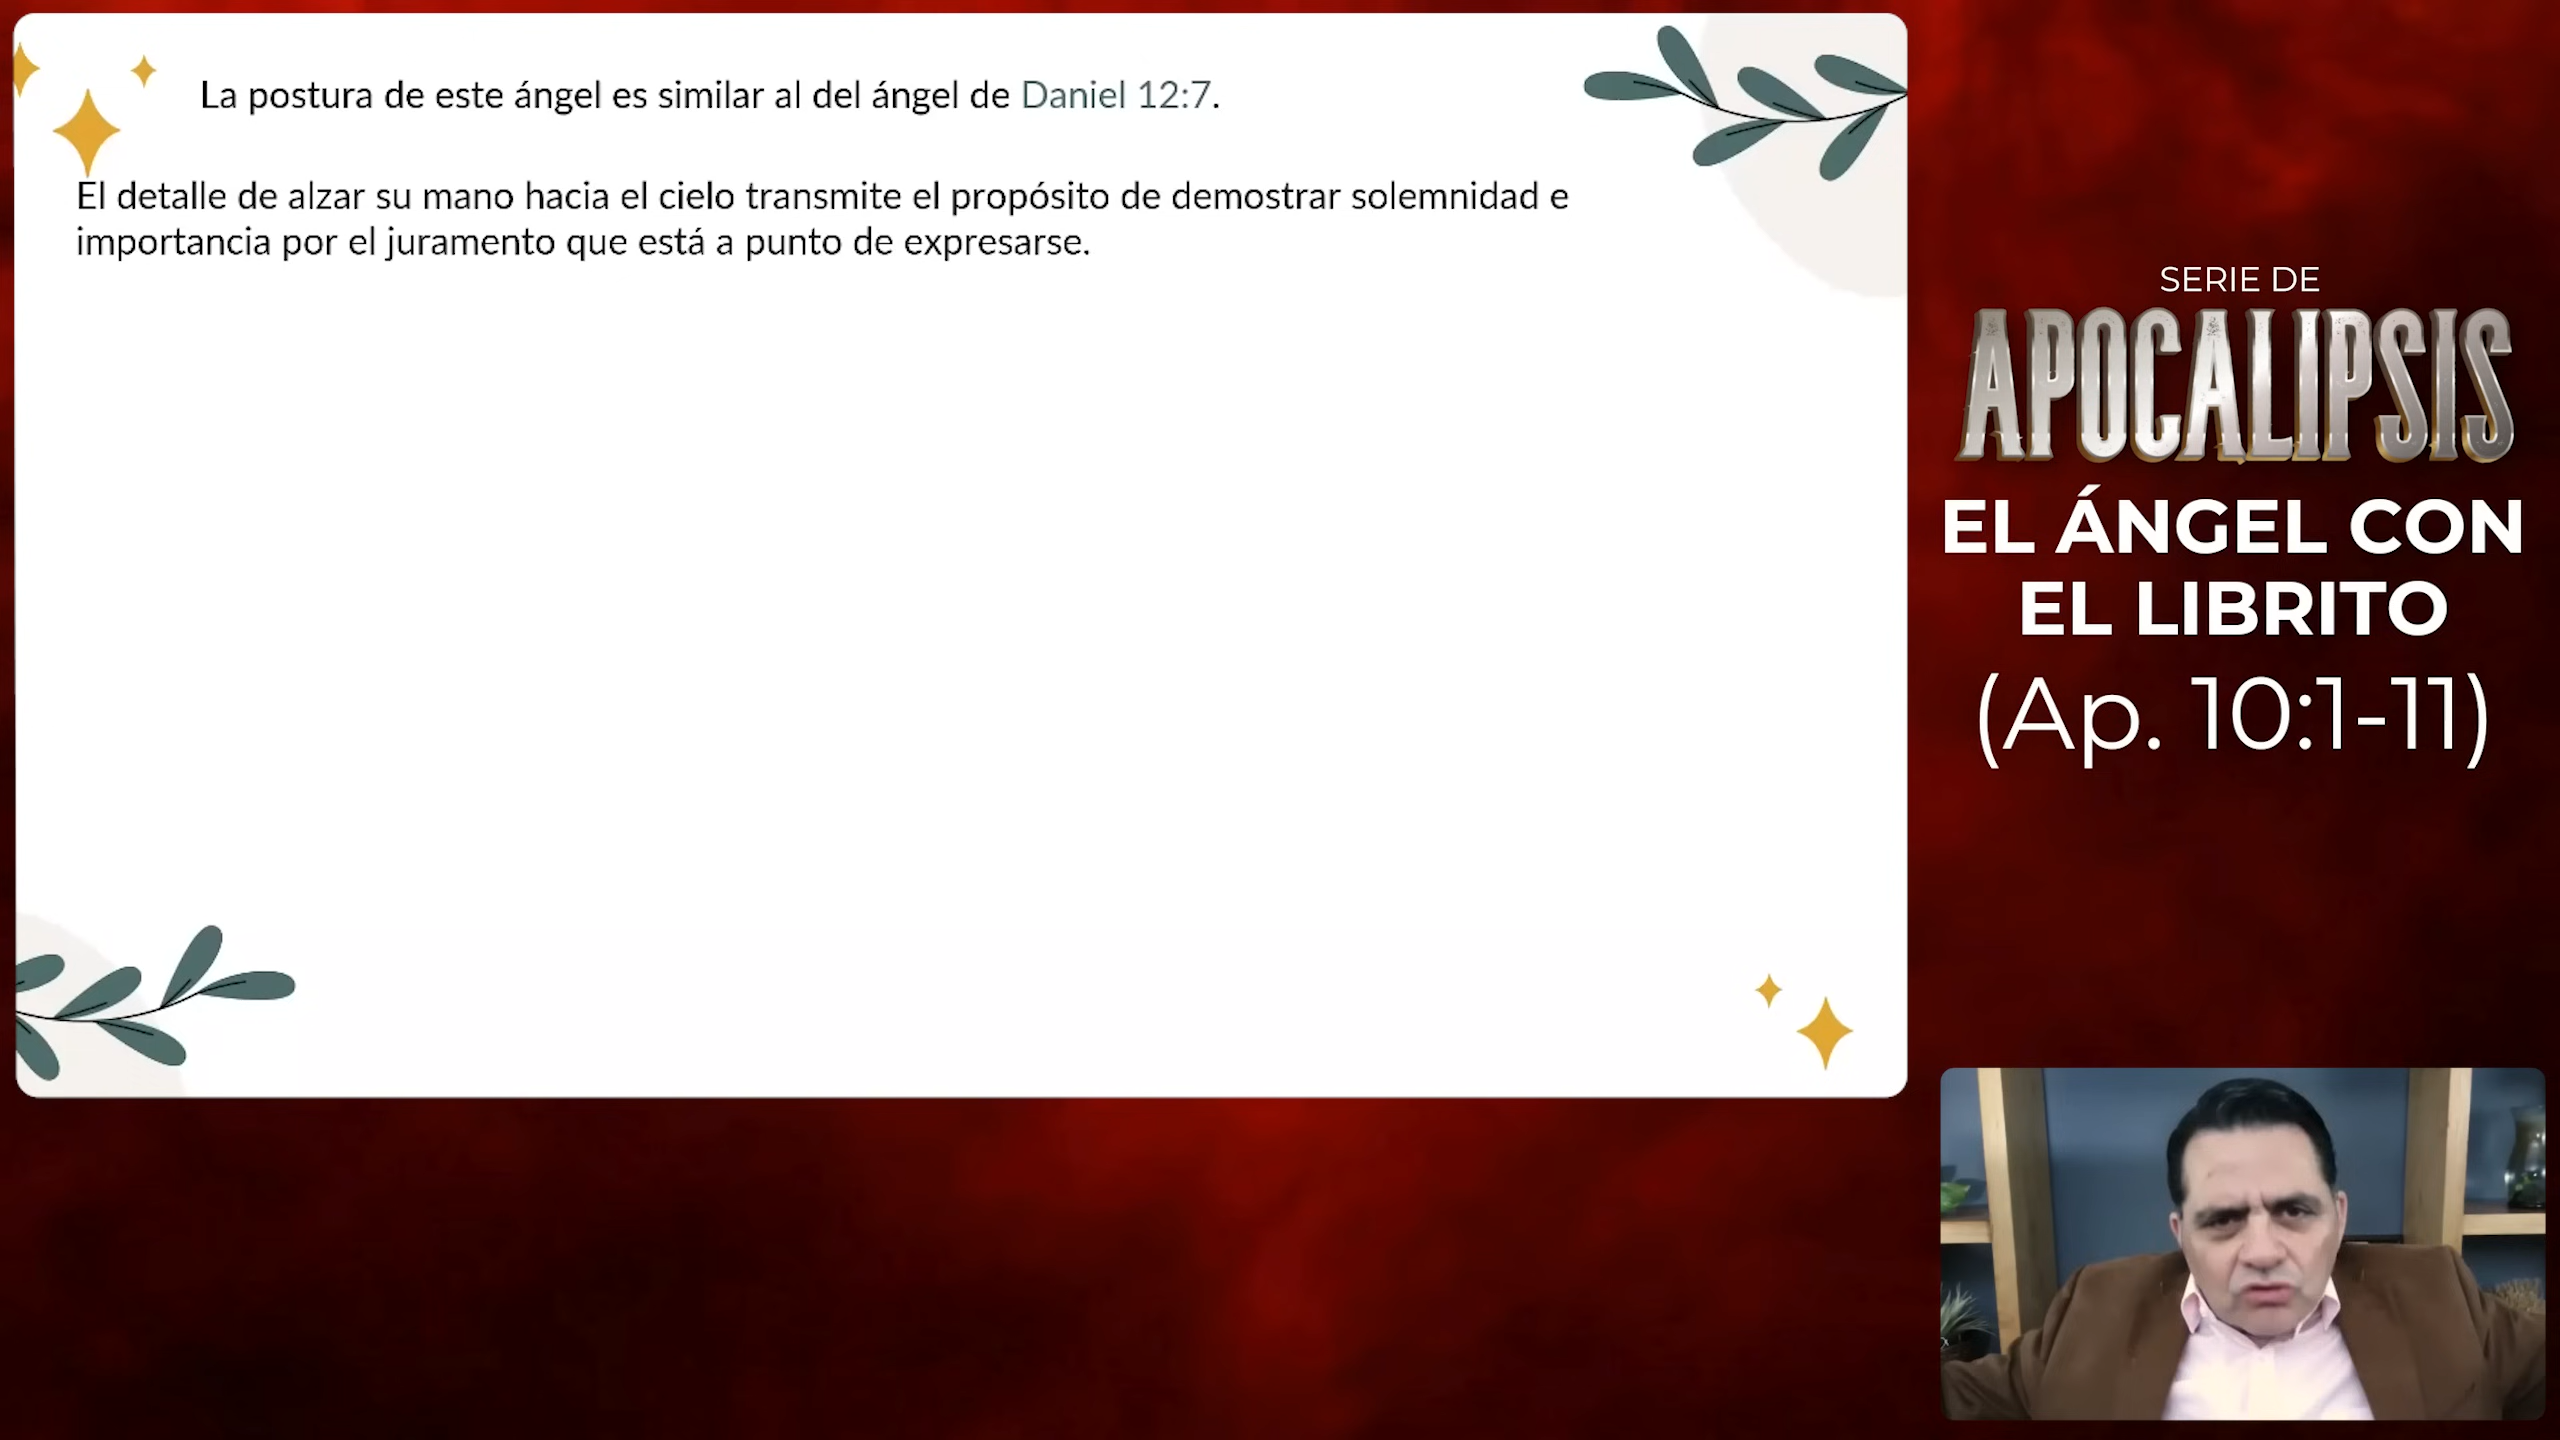 La postura de este ángel es similar al del ángel de Daniel 12:7.
El detalle de alzar su mano hacia el cielo transmite el propósito de demostrar solemnidad e
importancia por el juramento que está a punto de expresarse.
SERIE DE
APOCALIPSIS
EL ÁNGEL CON
EL LIBRITO
(Ap. 10:1-11)